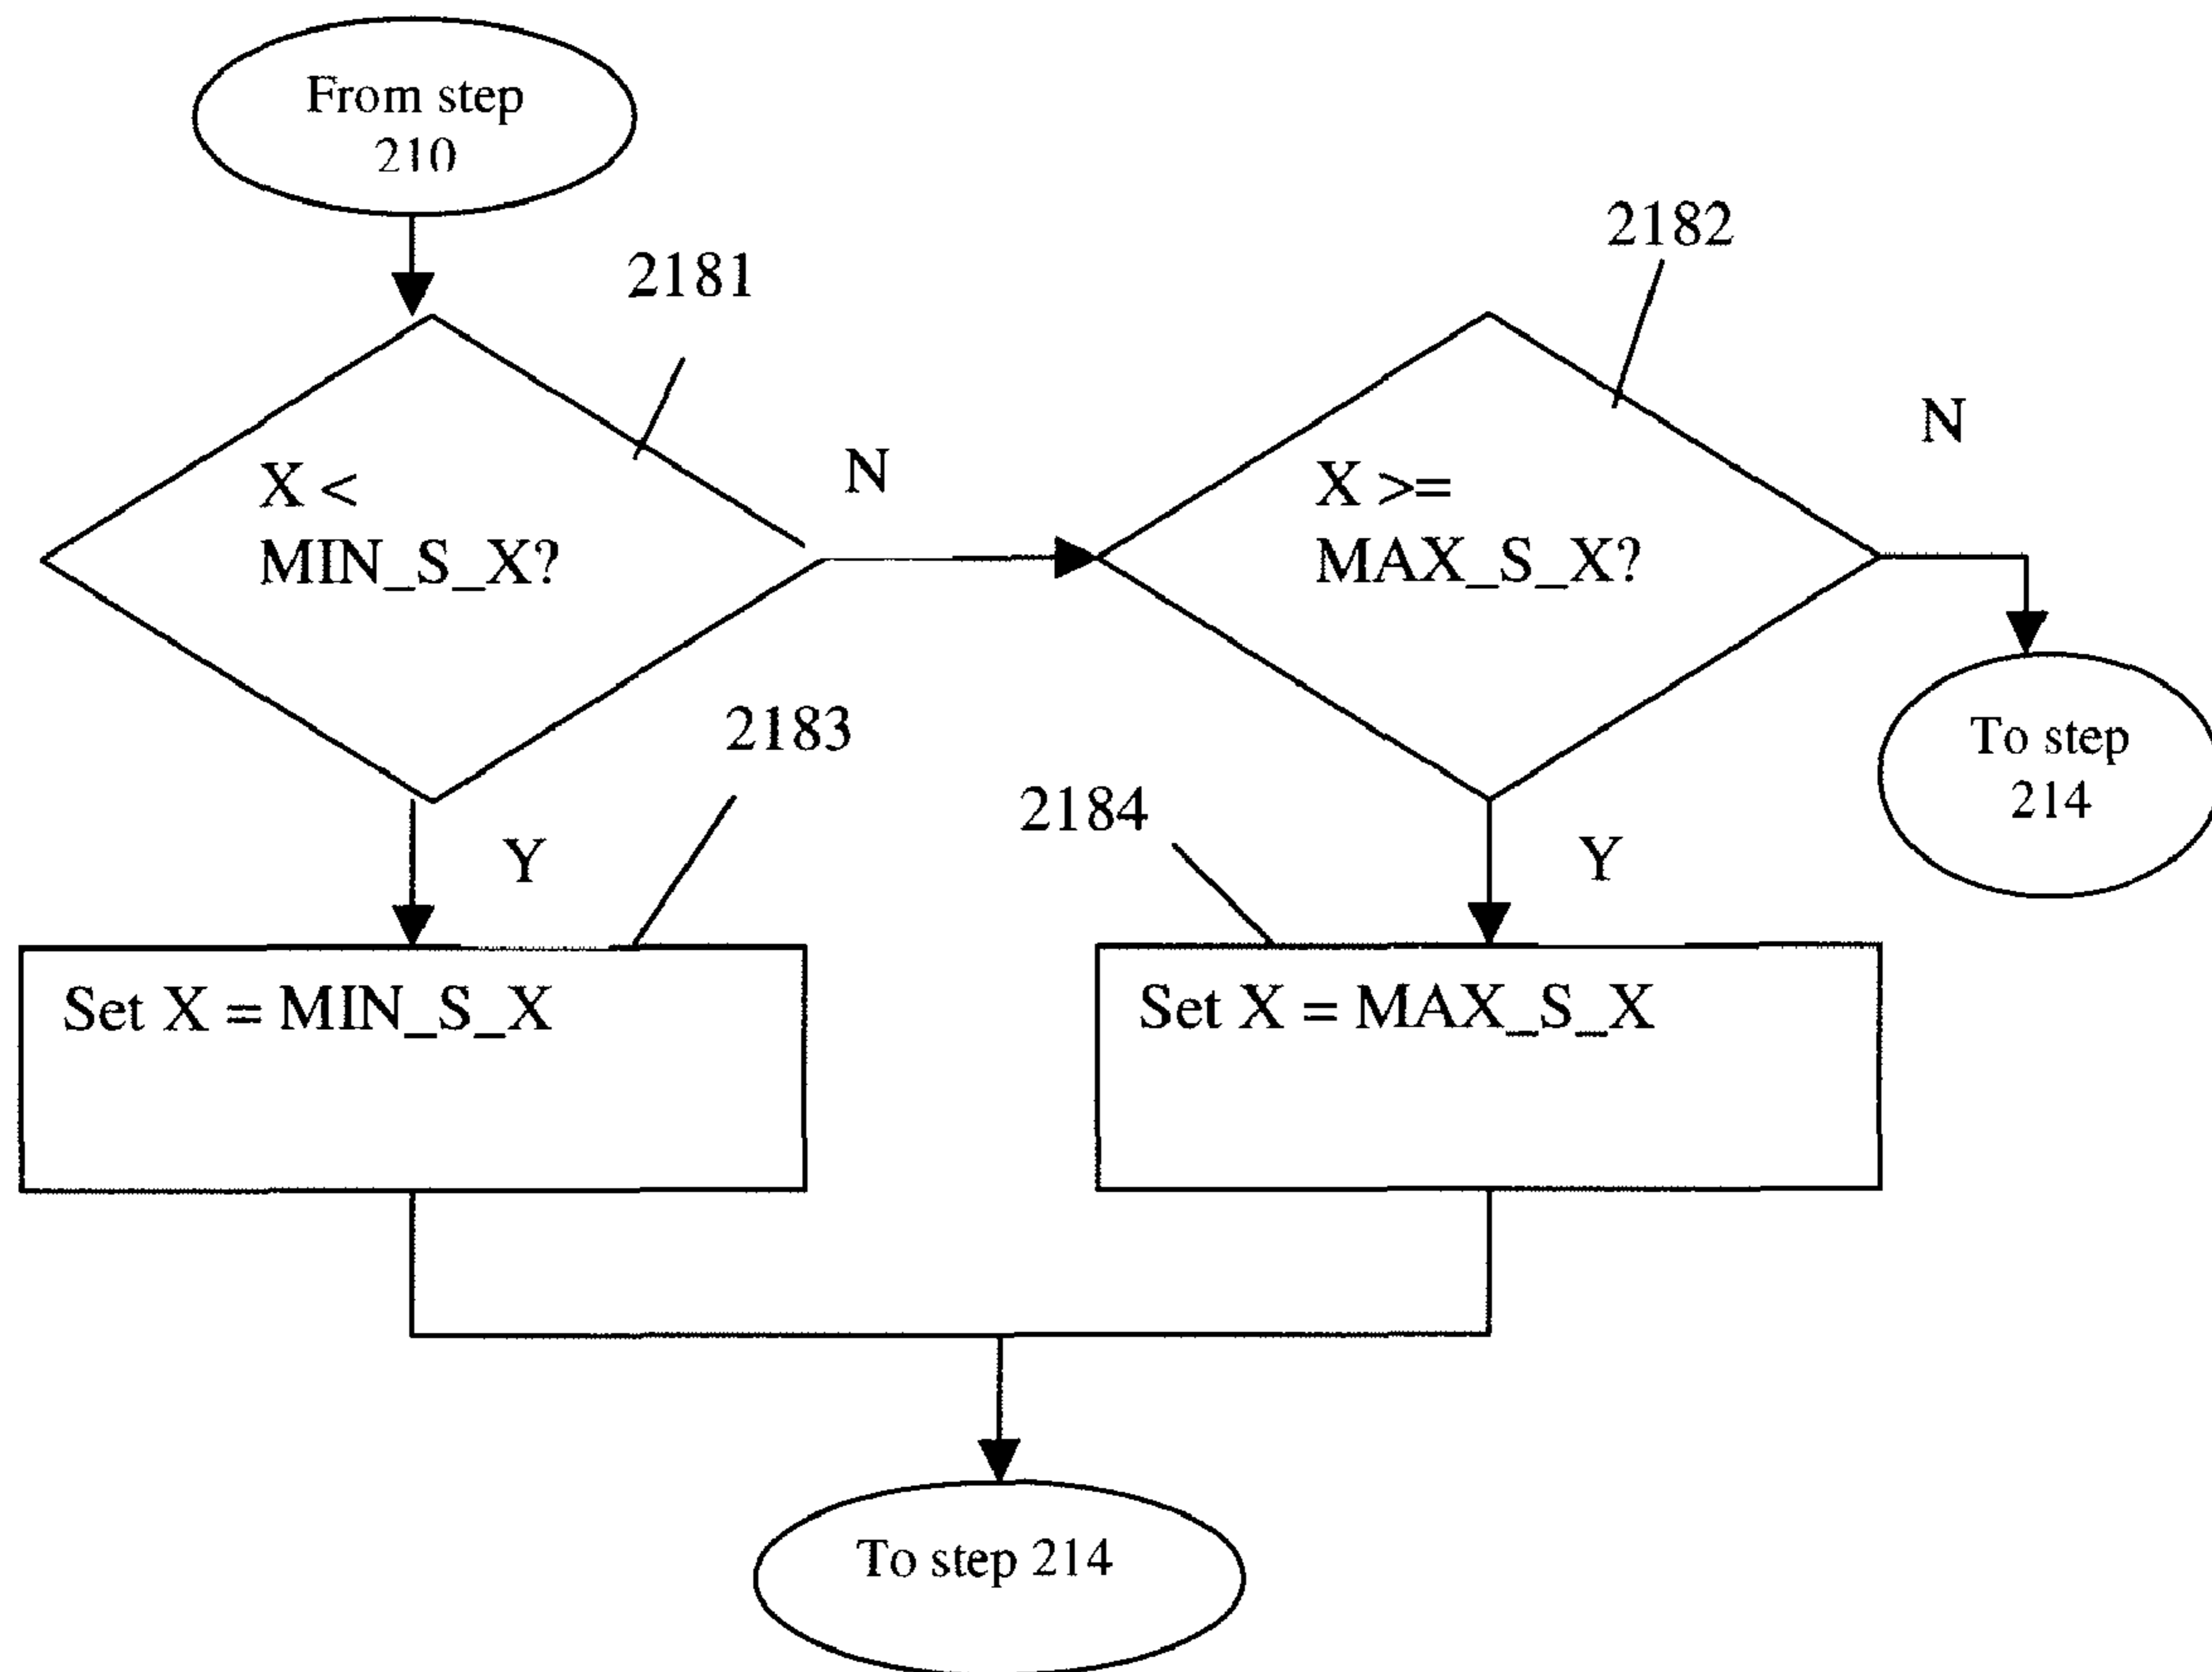 From step
210
2181
2182
N
N
X <
MIN_S_X?
X >=
MAX_S_X?
2183
To step
214
2184
Y
Y
Set X = MIN_S_X
Set X = MAX_S_X
To step 214